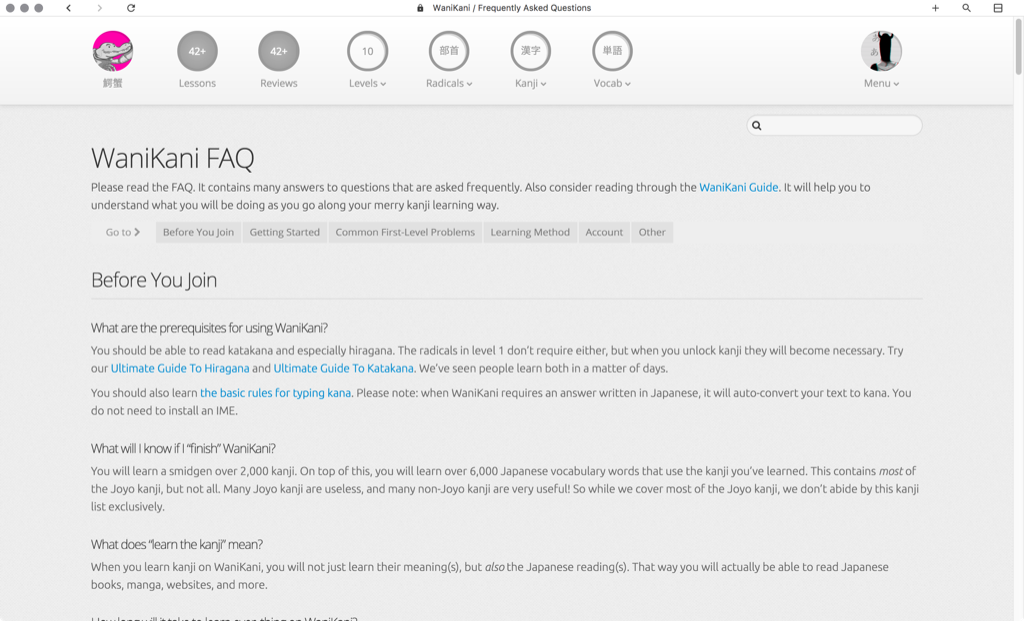 WaniKani / Frequently Asked Questions
42+
42+
10
部首
漢字
単語
あ
鰐蟹
Lessons
Reviews
Levels
Radicals
Kanji
Vocab
Menu
WaniKani FAQ
Please read the FAQ. It contains many answers to questions that are asked frequently. Also consider reading through the WaniKani Guide. It will help you to
understand what you will be doing as you go along your merry kanji learning way.
Go to
Before You Join
Getting Started
Common First-Level Problems
Learning Method
Account
Other
Before You Join
What are the prerequisites for using WaniKani?
You should be able to read katakana and especially hiragana. The radicals in level 1 don't require either, but when you unlock kanji they will become necessary. Try
our Ultimate Guide To Hiragana and Ultimate Guide To Katakana. We've seen people learn both in a matter of days.
You should also learn the basic rules for typing kana. Please note: when WaniKani requires an answer written in Japanese, it will auto-convert your text to kana. You
do not need to install an IME.
What will I know if I “finish” WaniKani?
You will learn a smidgen over 2,000 kanji. On top of this, you will learn over 6,000 Japanese vocabulary words that use the kanji you've learned. This contains most of
the Joyo kanji, but not all. Many Joyo kanji are useless, and many non-Joyo kanji are very useful! So while we cover most of the Joyo kanji, we don't abide by this kanji
list exclusively.
What does “learn the kanji” mean?
When you learn kanji on WaniKani, you will not just learn their meaning(s), but also the Japanese reading(s). That way you will actually be able to read Japanese
books, manga, websites, and more.
How long will it take to learn everything on WaniKani?